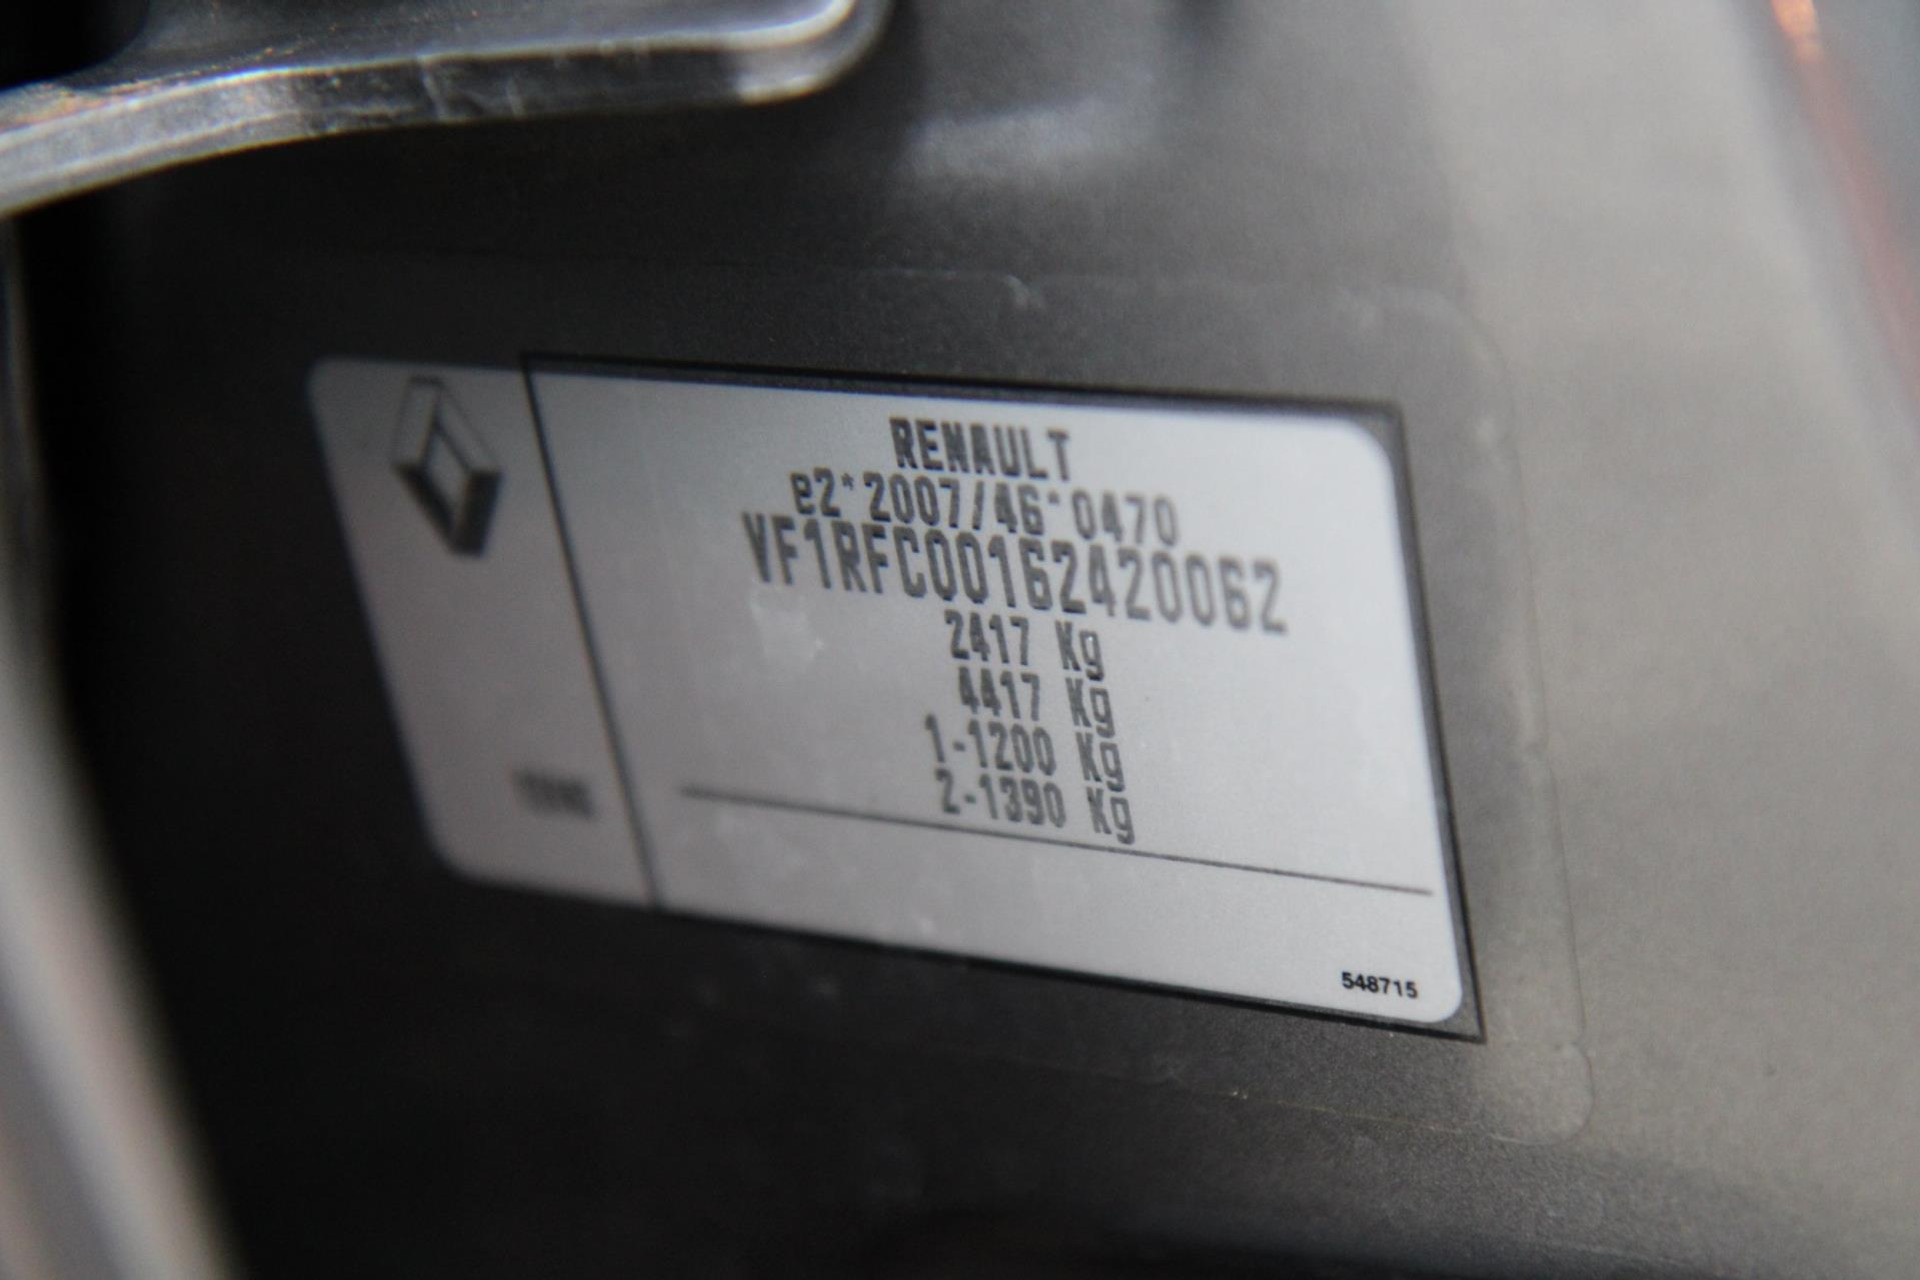 RENAULT
e2*2007/46*0470
VF1RFC00162420062
2417 Kg
4417 Kg
1-1200 Kg
2-1390 Kg
548715